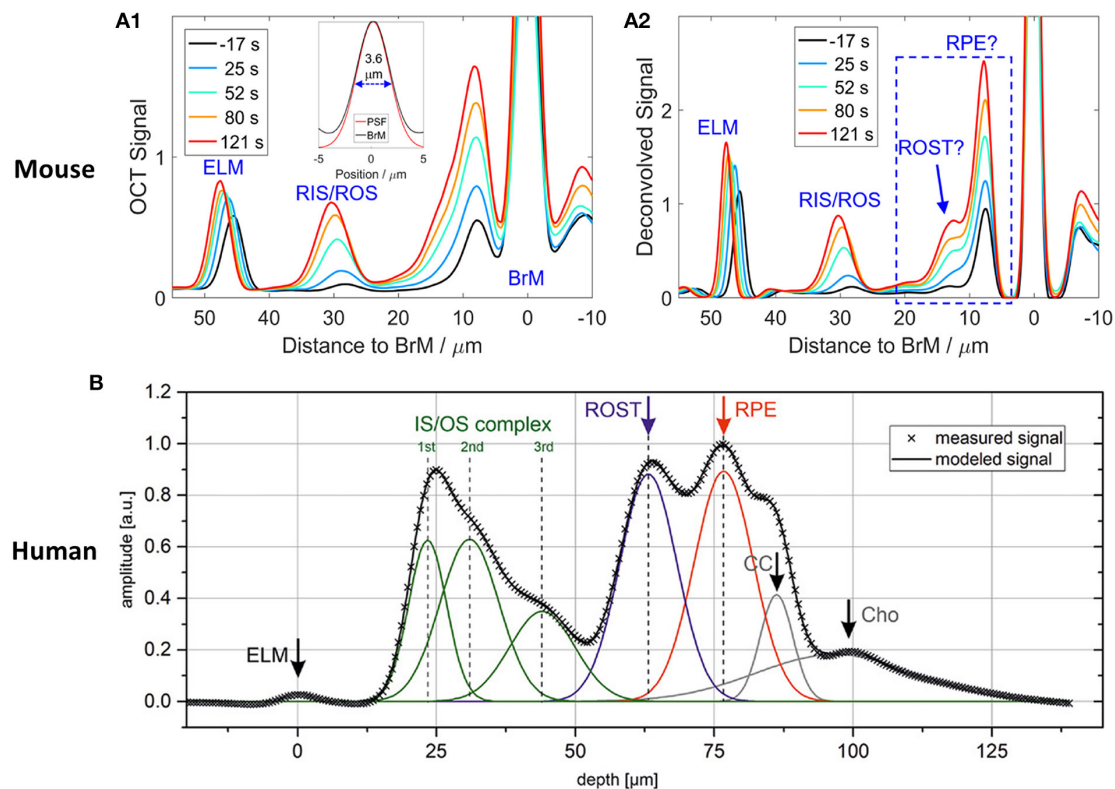 A1
-17 s
25 s
52 s
80 s
121 s
3.6
μm
PSF
BrM
-5 0 5
Position / μm
ELM
RIS/ROS
BrM
OCT Signal
1
0
50 40 30 20 10 0 -10
Distance to BrM / μm
A2
-17 s
25 s
52 s
80 s
121 s
RPE?
ELM
ROST?
RIS/ROS
Deconvolved Signal
2
1
0
50 40 30 20 10 0 -10
Distance to BrM / μm
Mouse
B
Human
IS/OS complex
1st 2nd 3rd
ROST
RPE
measured signal
modeled signal
ELM
CC
Cho
amplitude [a.u.]
1.2
1.0
0.8
0.6
0.4
0.2
0.0
0 25 50 75 100 125
depth [μm]